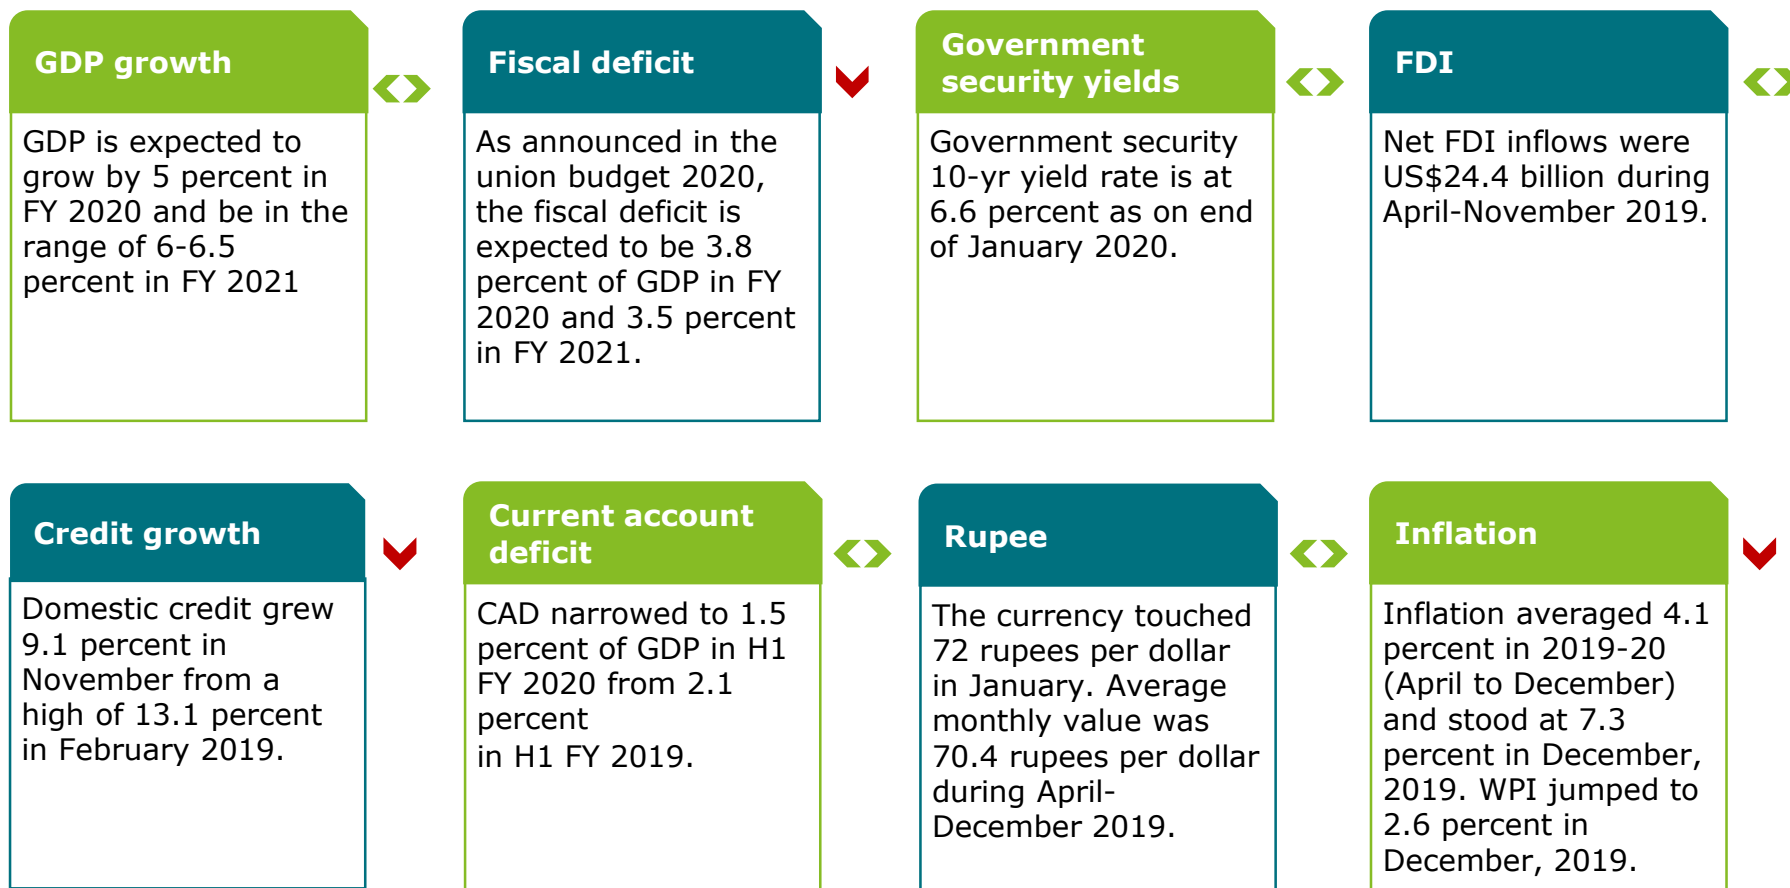 GDP growth
GDP is expected to
grow by 5 percent in
FY 2020 and be in the
range of 6-6.5
percent in FY 2021
Fiscal deficit
As announced in the
union budget 2020,
the fiscal deficit is
expected to be 3.8
percent of GDP in FY
2020 and 3.5 percent
in FY 2021.
Government
security yields
Government security
10-yr yield rate is at
6.6 percent as on end
of January 2020.
FDI
Net FDI inflows were
US$24.4 billion during
April-November 2019.
Credit growth
Domestic credit grew
9.1 percent in
November from a
high of 13.1 percent
in February 2019.
Current account
deficit
CAD narrowed to 1.5
percent of GDP in H1
FY 2020 from 2.1
percent
in H1 FY 2019.
Rupee
The currency touched
72 rupees per dollar
in January. Average
monthly value was
70.4 rupees per dollar
during April-
December 2019.
Inflation
Inflation averaged 4.1
percent in 2019-20
(April to December)
and stood at 7.3
percent in December,
2019. WPI jumped to
2.6 percent in
December, 2019.